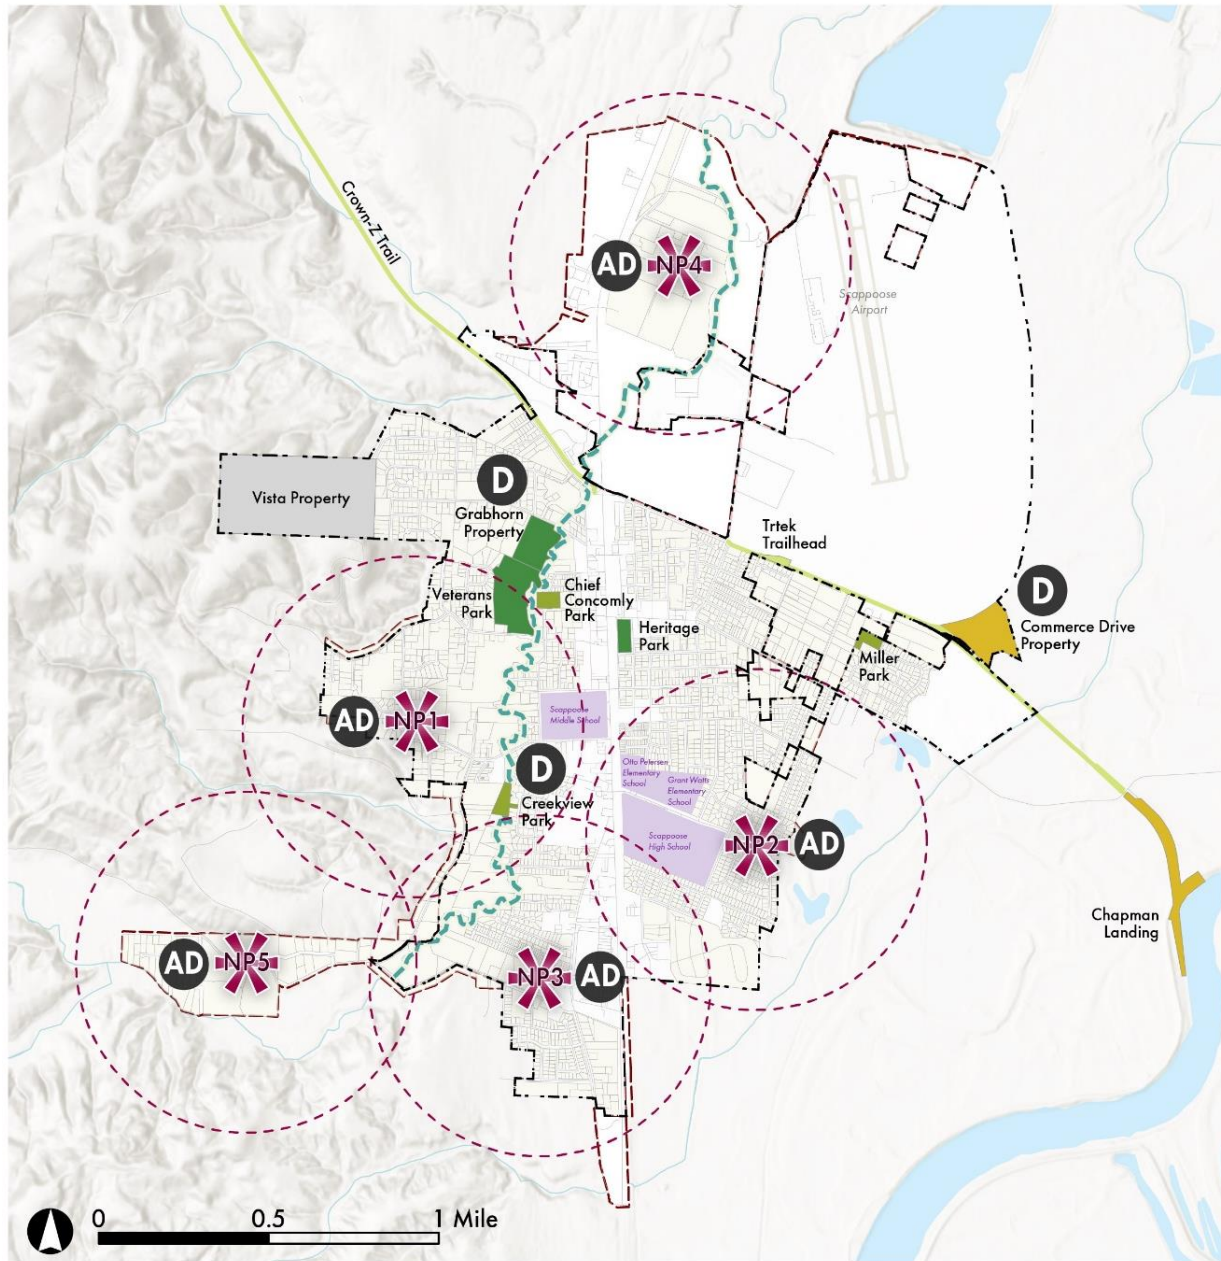 Crown-Z Trail
AD
NP4
Scappoose
Airport
D
Vista Property
Grabhorn
Property
Trtek
Trailhead
D
Chief
Concomly
Park
Veterans
Park
Commerce Drive
Property
Heritage
Park
Miller
Park
AD
NP1
Scappoose
Middle School
D
Otto Petersen
Elementary
School
Grant Watts
Elementary
School
Creekview
Park
Scappoose
High School
NP2
AD
Chapman
Landing
AD
NP5
NP3
AD
0
0.5
1 Mile